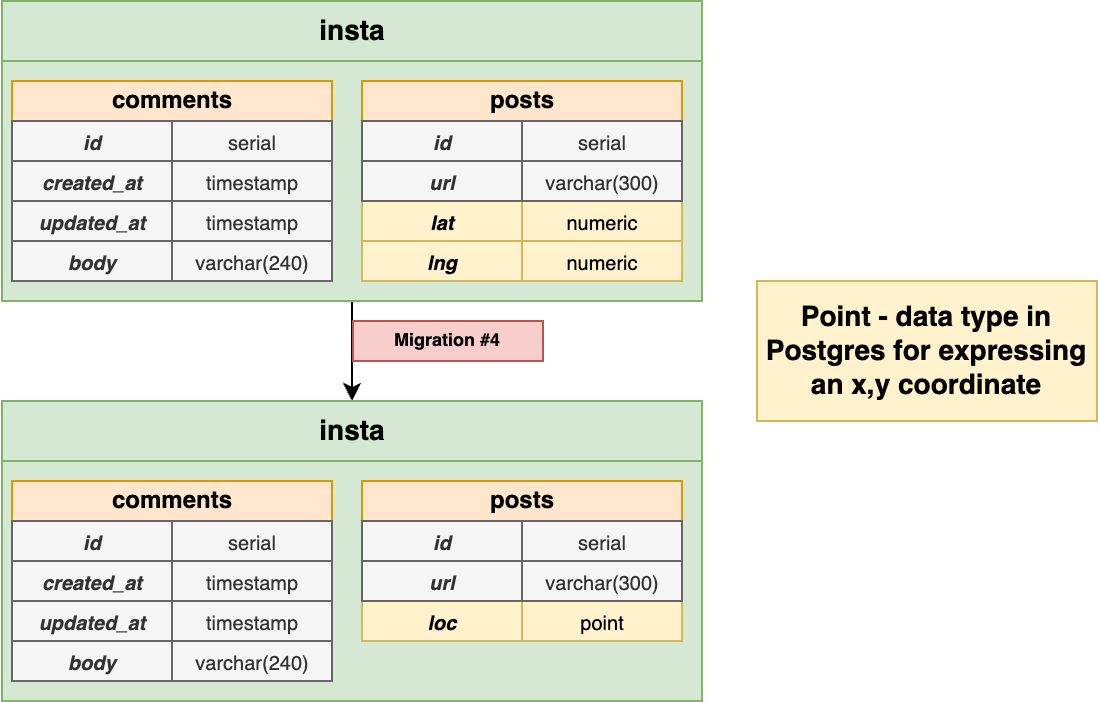 insta
comments
id serial
created_at timestamp
updated_at timestamp
body varchar(240)
posts
id serial
url varchar(300)
lat numeric
lng numeric
Migration #4
Point - data type in
Postgres for expressing
an x,y coordinate
insta
comments
id serial
created_at timestamp
updated_at timestamp
body varchar(240)
posts
id serial
url varchar(300)
loc point